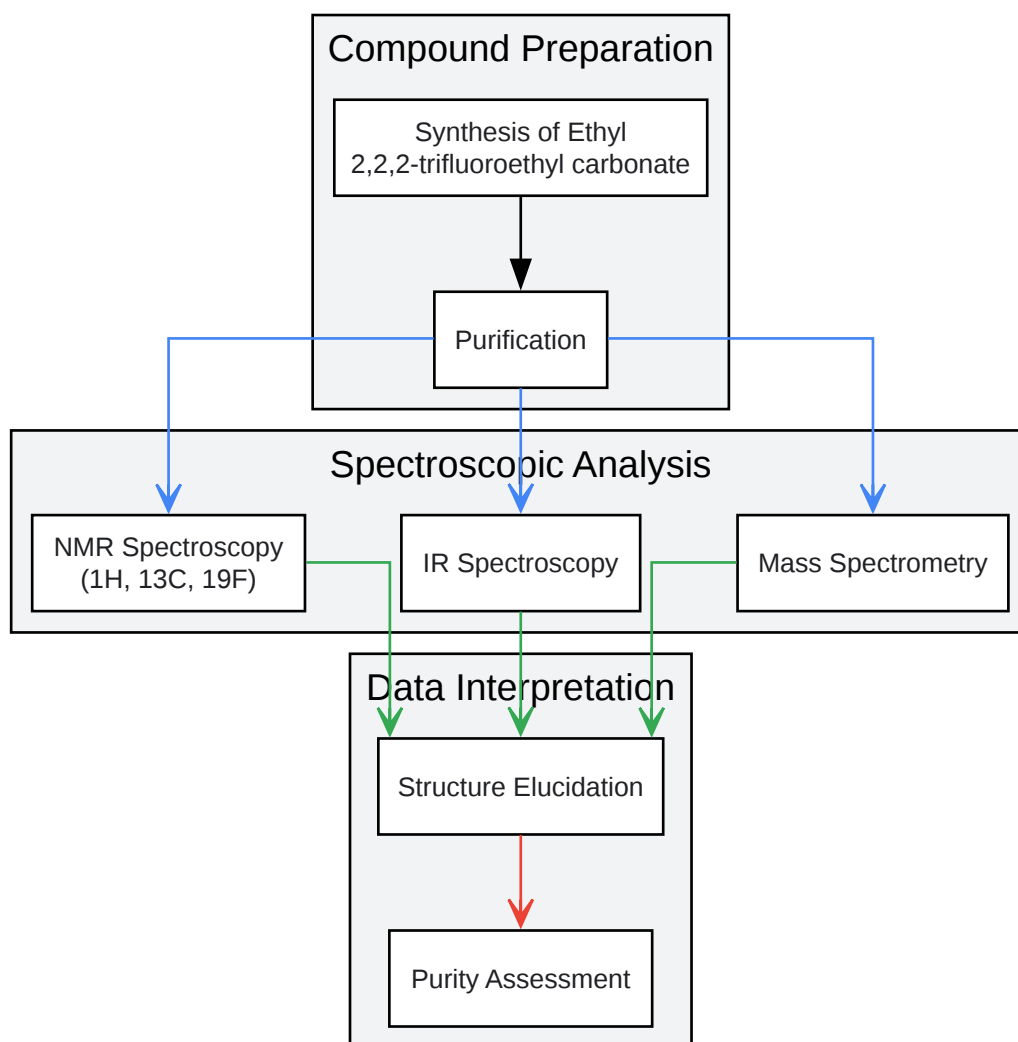 Compound Preparation
Synthesis of Ethyl
2,2,2-trifluoroethyl carbonate
Purification
Spectroscopic Analysis
NMR Spectroscopy
(1H, 13C, 19F)
IR Spectroscopy
Mass Spectrometry
Data Interpretation
Structure Elucidation
Purity Assessment